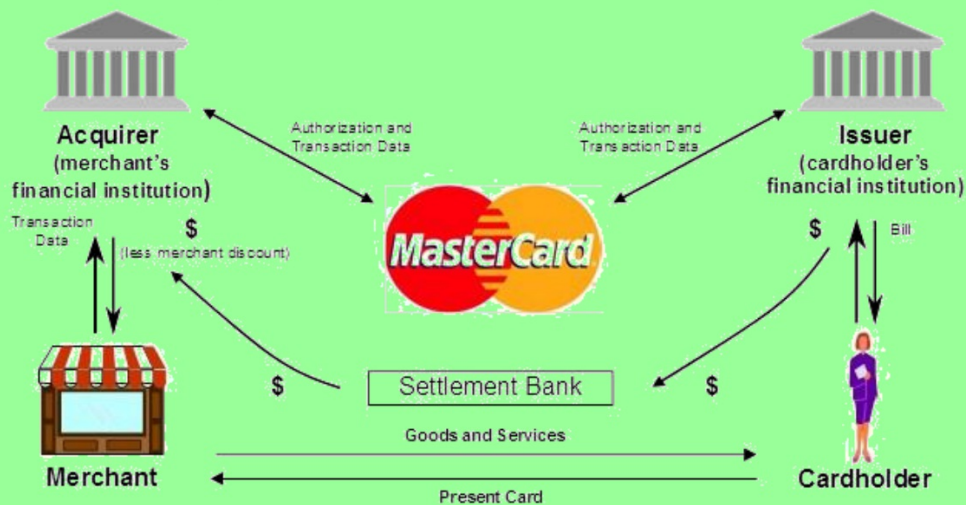 Acquirer
(merchant's
financial institution)
Authorization and
Transaction Data
Authorization and
Transaction Data
Issuer
(cardholder's
financial institution)
MasterCard
Transaction
Data
$
(less merchant discount)
$
Bill
$
Settlement Bank
$
Goods and Services
Merchant
Cardholder
Present Card